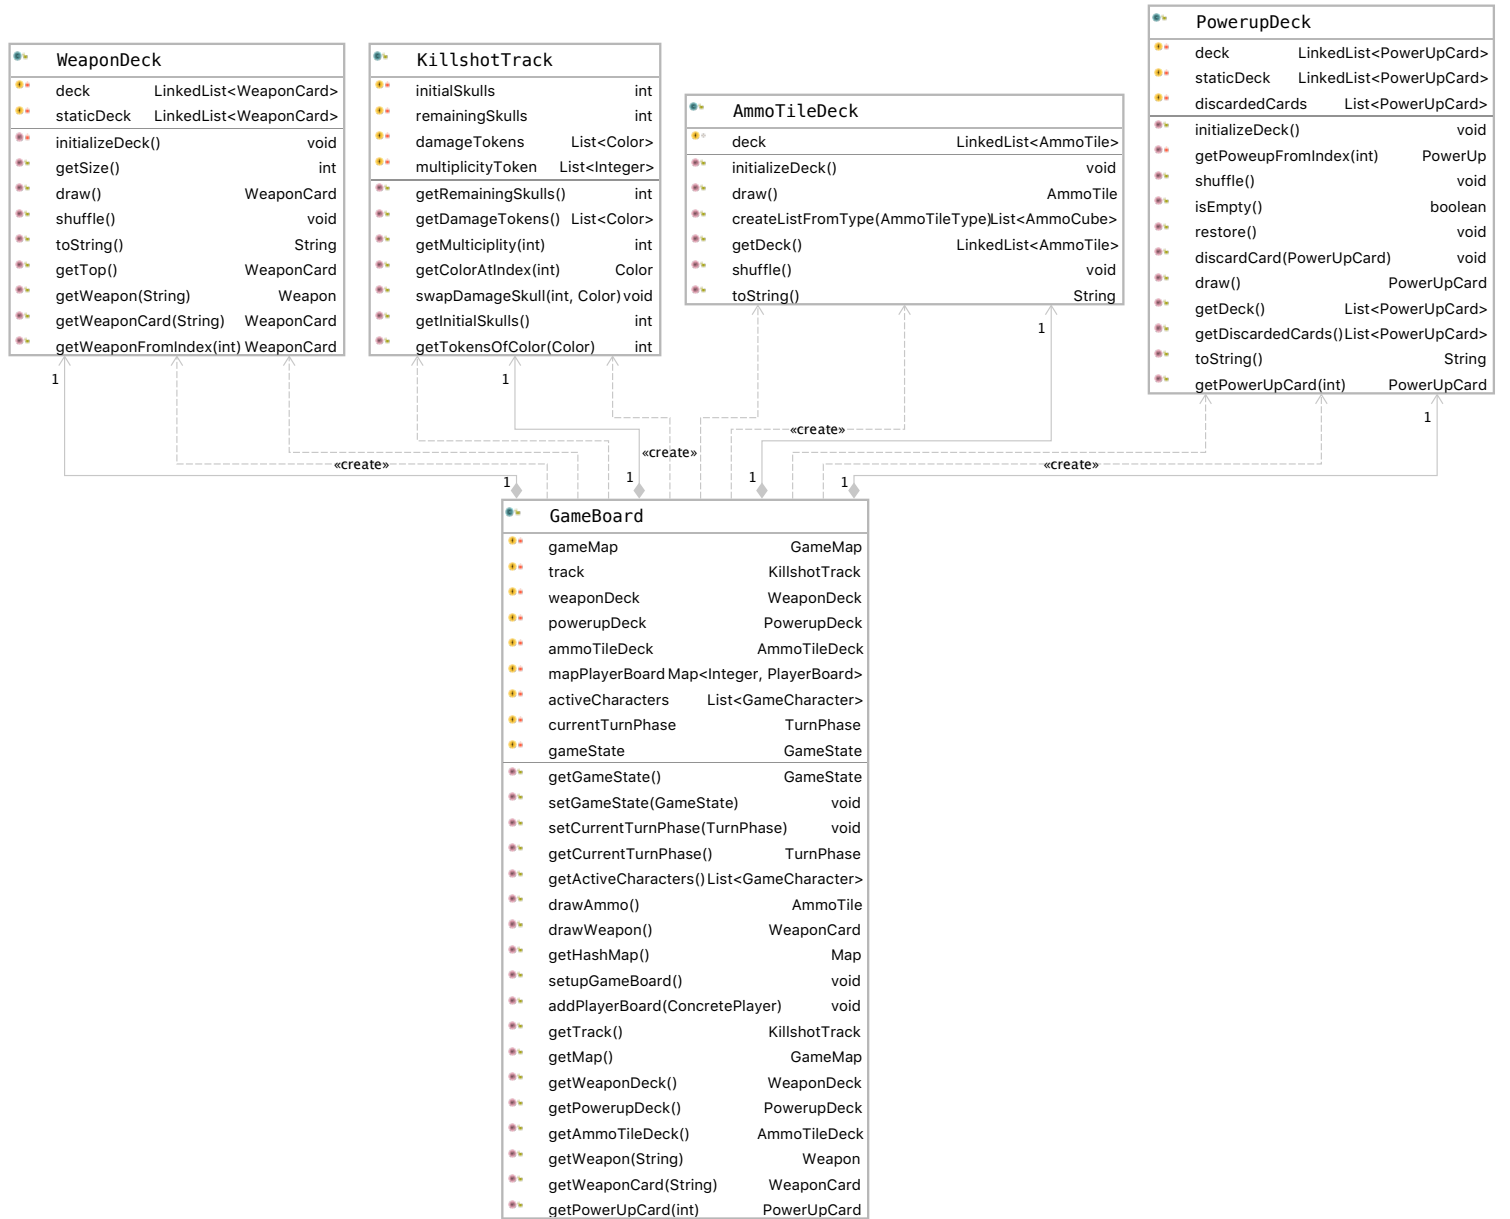 WeaponDeck
deck LinkedList<WeaponCard>
staticDeck LinkedList<WeaponCard>
initializeDeck() void
getSize() int
draw() WeaponCard
shuffle() void
toString() String
getTop() WeaponCard
getWeapon(String) Weapon
getWeaponCard(String) WeaponCard
getWeaponFromIndex(int) WeaponCard
KillshotTrack
initialSkulls int
remainingSkulls int
damageTokens List<Color>
multiplicityToken List<Integer>
getRemainingSkulls() int
getDamageTokens() List<Color>
getMulticiplity(int) int
getColorAtIndex(int) Color
swapDamageSkull(int, Color) void
getInitialSkulls() int
getTokensOfColor(Color) int
AmmoTileDeck
deck LinkedList<AmmoTile>
initializeDeck() void
draw() AmmoTile
createListFromType(AmmoTileType) List<AmmoCube>
getDeck() LinkedList<AmmoTile>
shuffle() void
toString() String
PowerupDeck
deck LinkedList<PowerUpCard>
staticDeck LinkedList<PowerUpCard>
discardedCards List<PowerUpCard>
initializeDeck() void
getPoweupFromIndex(int) PowerUp
shuffle() void
isEmpty() boolean
restore() void
discardCard(PowerUpCard) void
draw() PowerUpCard
getDeck() List<PowerUpCard>
getDiscardedCards() List<PowerUpCard>
toString() String
getPowerUpCard(int) PowerUpCard
1
1
1
1
«create»
«create»
«create»
«create»
1
1
1
1
GameBoard
gameMap GameMap
track KillshotTrack
weaponDeck WeaponDeck
powerupDeck PowerupDeck
ammoTileDeck AmmoTileDeck
mapPlayerBoard Map<Integer, PlayerBoard>
activeCharacters List<GameCharacter>
currentTurnPhase TurnPhase
gameState GameState
getGameState() GameState
setGameState(GameState) void
setCurrentTurnPhase(TurnPhase) void
getCurrentTurnPhase() TurnPhase
getActiveCharacters() List<GameCharacter>
drawAmmo() AmmoTile
drawWeapon() WeaponCard
getHashMap() Map
setupGameBoard() void
addPlayerBoard(ConcretePlayer) void
getTrack() KillshotTrack
getMap() GameMap
getWeaponDeck() WeaponDeck
getPowerupDeck() PowerupDeck
getAmmoTileDeck() AmmoTileDeck
getWeapon(String) Weapon
getWeaponCard(String) WeaponCard
getPowerUpCard(int) PowerUpCard